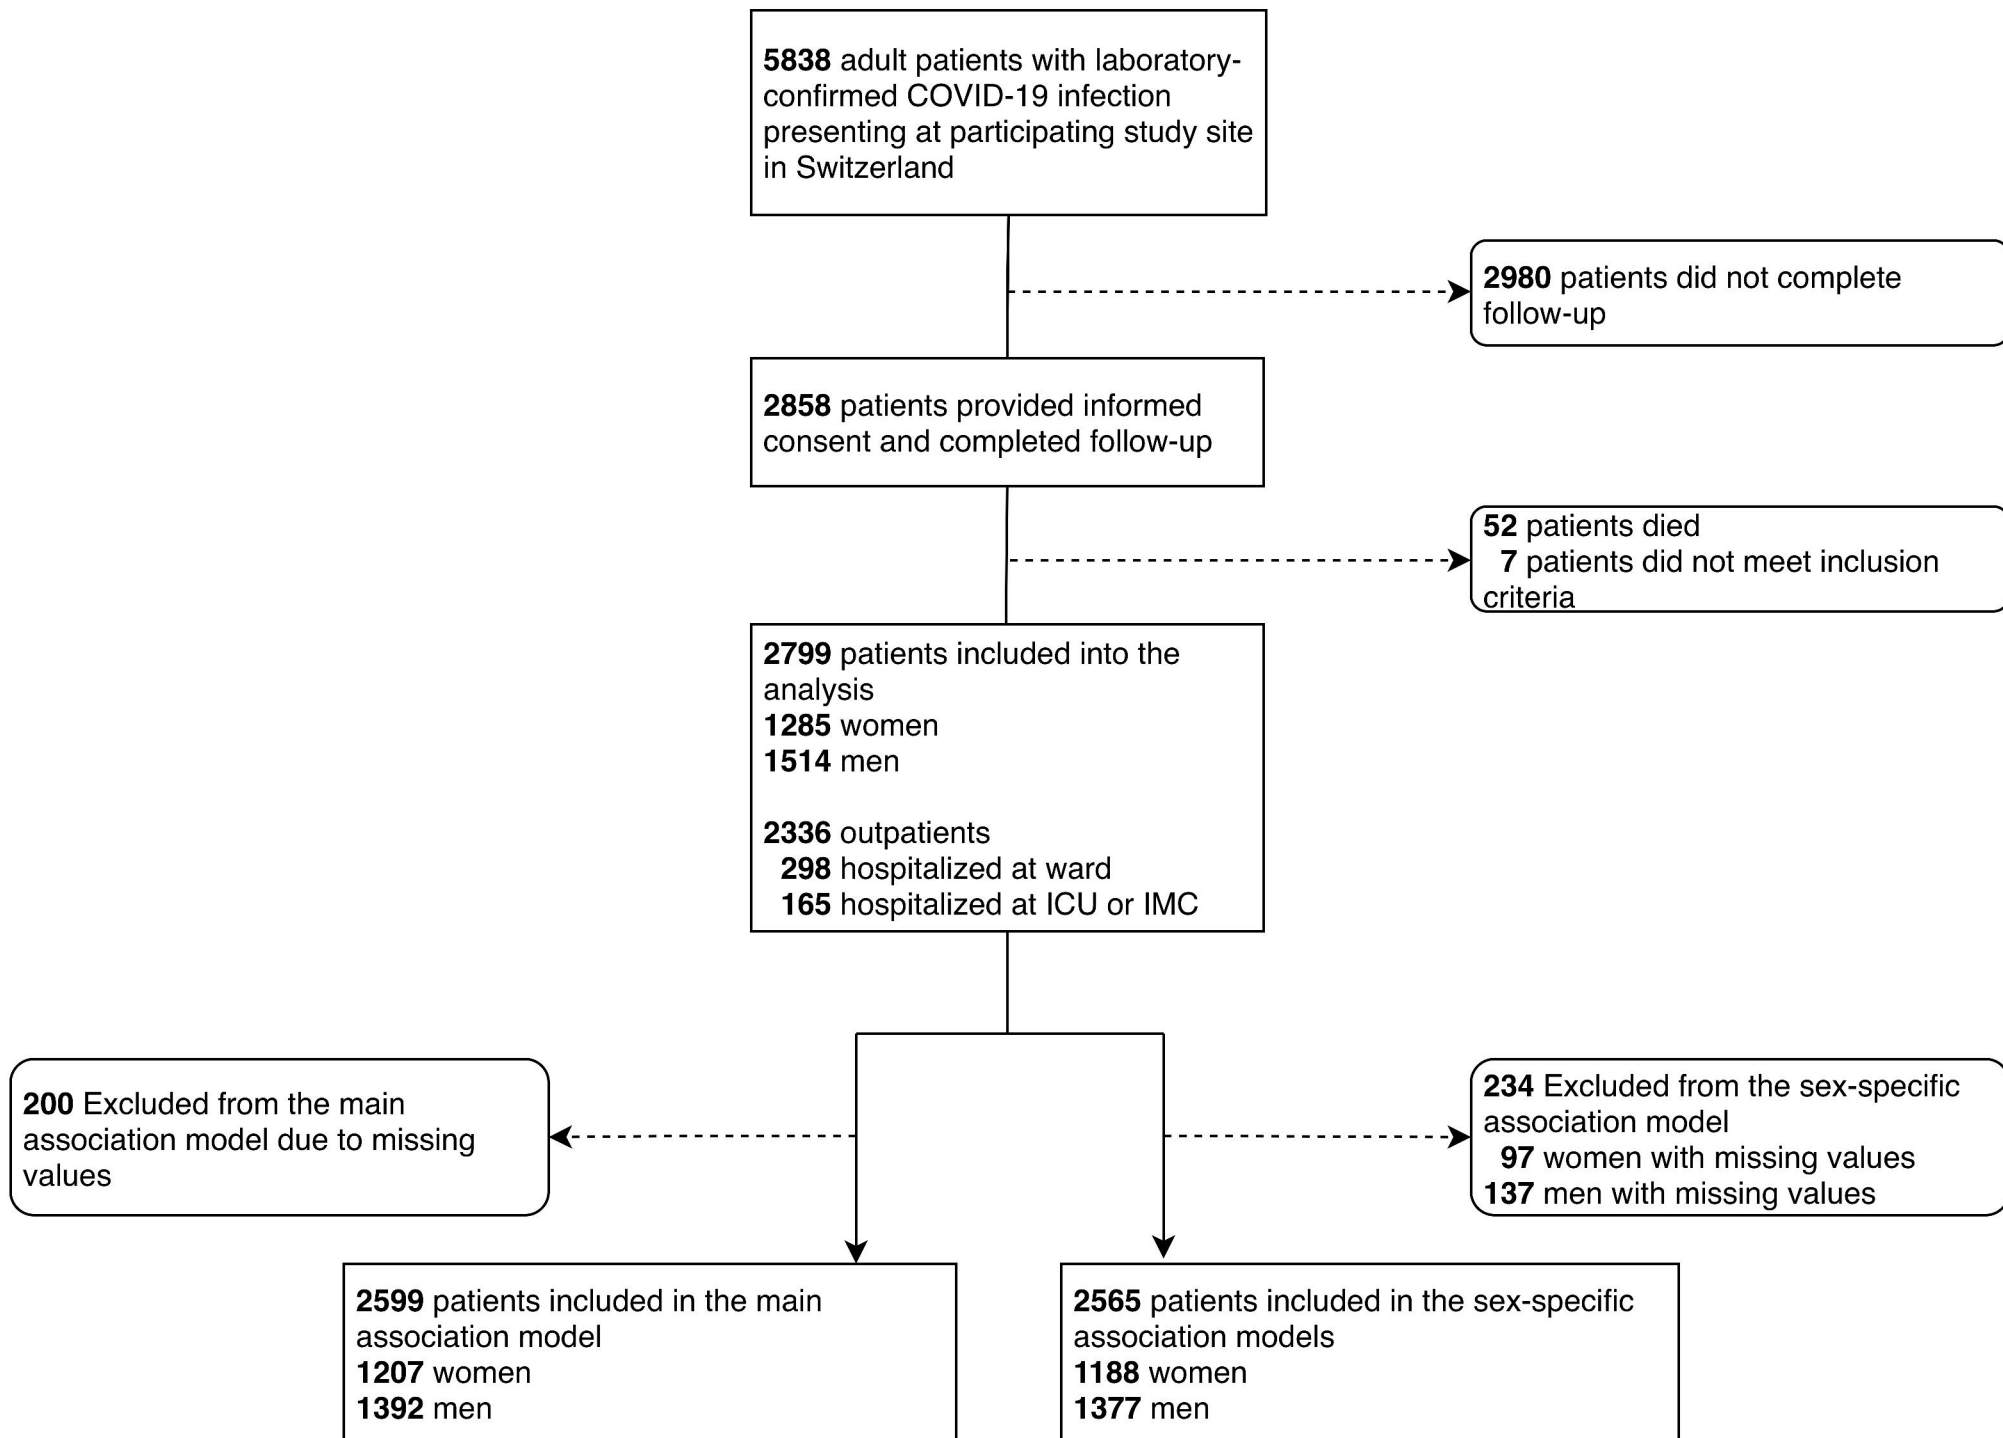 5838 adult patients with laboratory-
confirmed COVID-19 infection
presenting at participating study site
in Switzerland
2980 patients did not complete
follow-up
2858 patients provided informed
consent and completed follow-up
52 patients died
7 patients did not meet inclusion
criteria
2799 patients included into the
analysis
1285 women
1514 men
2336 outpatients
298 hospitalized at ward
165 hospitalized at ICU or IMC
200 Excluded from the main
association model due to missing
values
234 Excluded from the sex-specific
association model
97 women with missing values
137 men with missing values
2599 patients included in the main
association model
1207 women
1392 men
2565 patients included in the sex-specific
association models
1188 women
1377 men